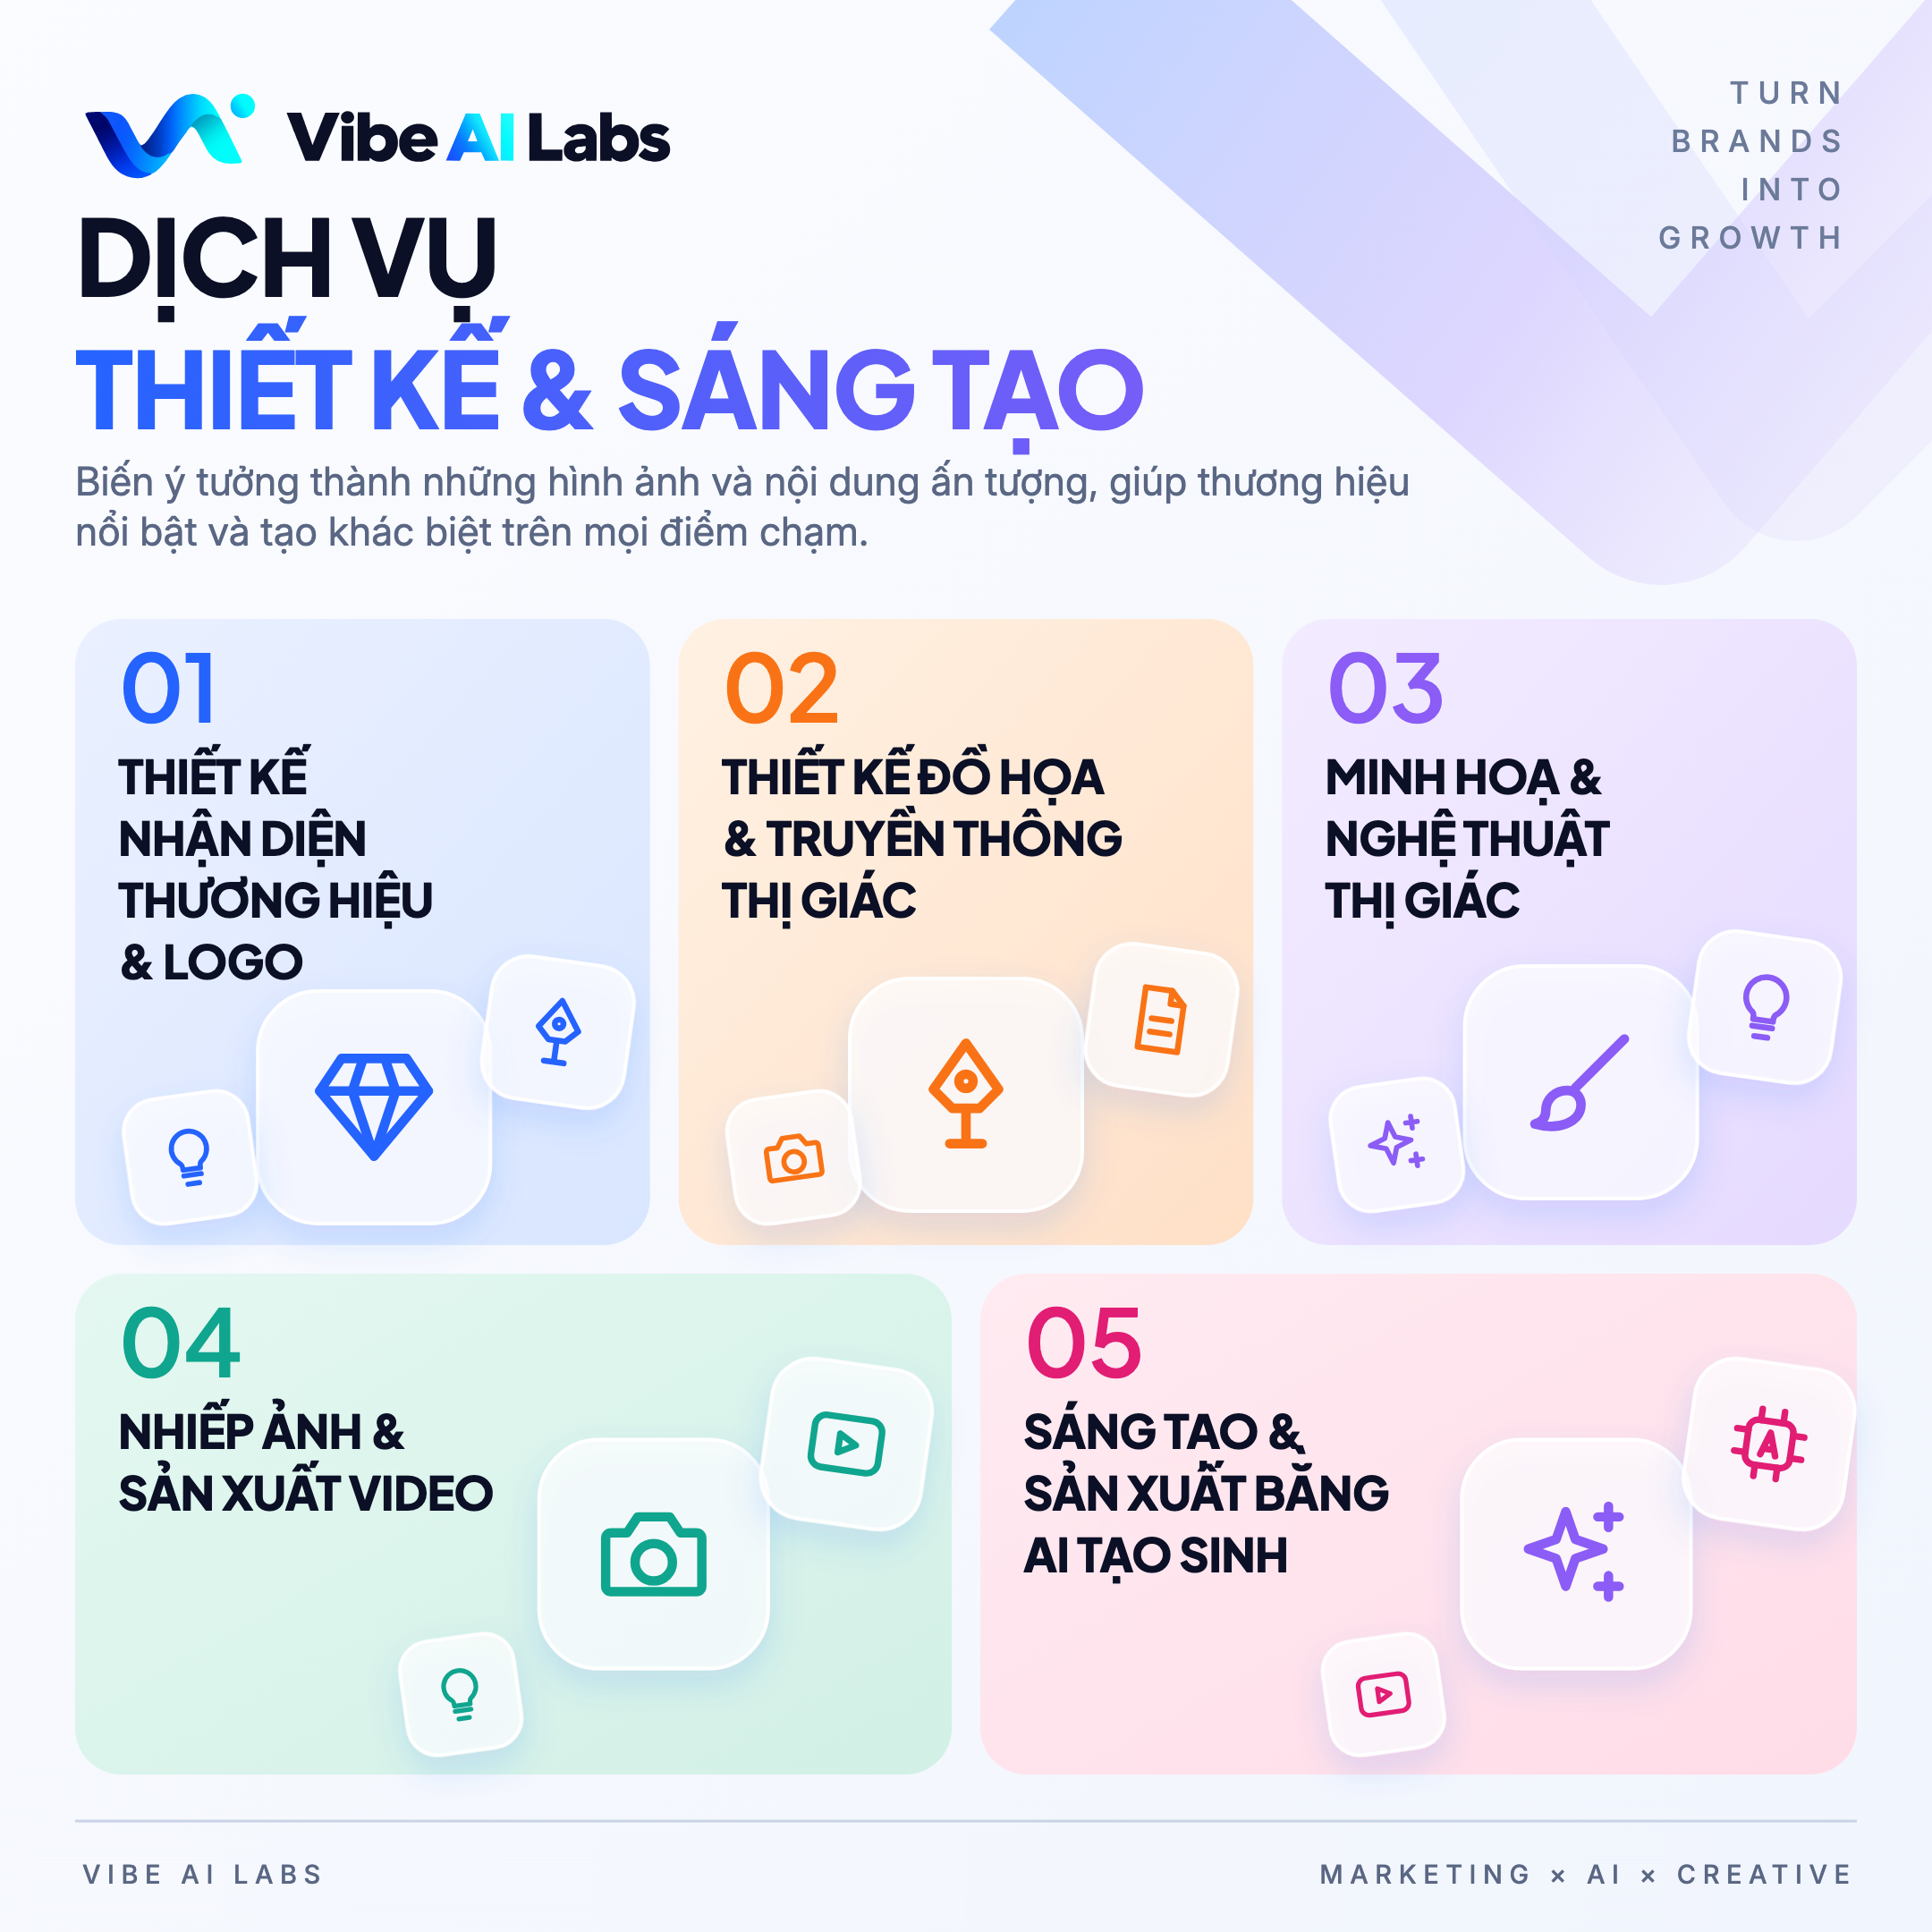 Vibe AI Labs
TURN
BRANDS
INTO
GROWTH
DỊCH VỤ
THIẾT KẾ & SÁNG TẠO
Biến ý tưởng thành những hình ảnh và nội dung ấn tượng, giúp thương hiệu
nổi bật và tạo khác biệt trên mọi điểm chạm.
01
THIẾT KẾ
NHẬN DIỆN
THƯƠNG HIỆU
& LOGO
02
THIẾT KẾ ĐỒ HỌA
& TRUYỀN THÔNG
THỊ GIÁC
03
MINH HOẠ &
NGHỆ THUẬT
THỊ GIÁC
04
NHIẾP ẢNH &
SẢN XUẤT VIDEO
05
SÁNG TAO &
SẢN XUẤT BẰNG
AI TẠO SINH
A
VIBE AI LABS
MARKETING × AI × CREATIVE